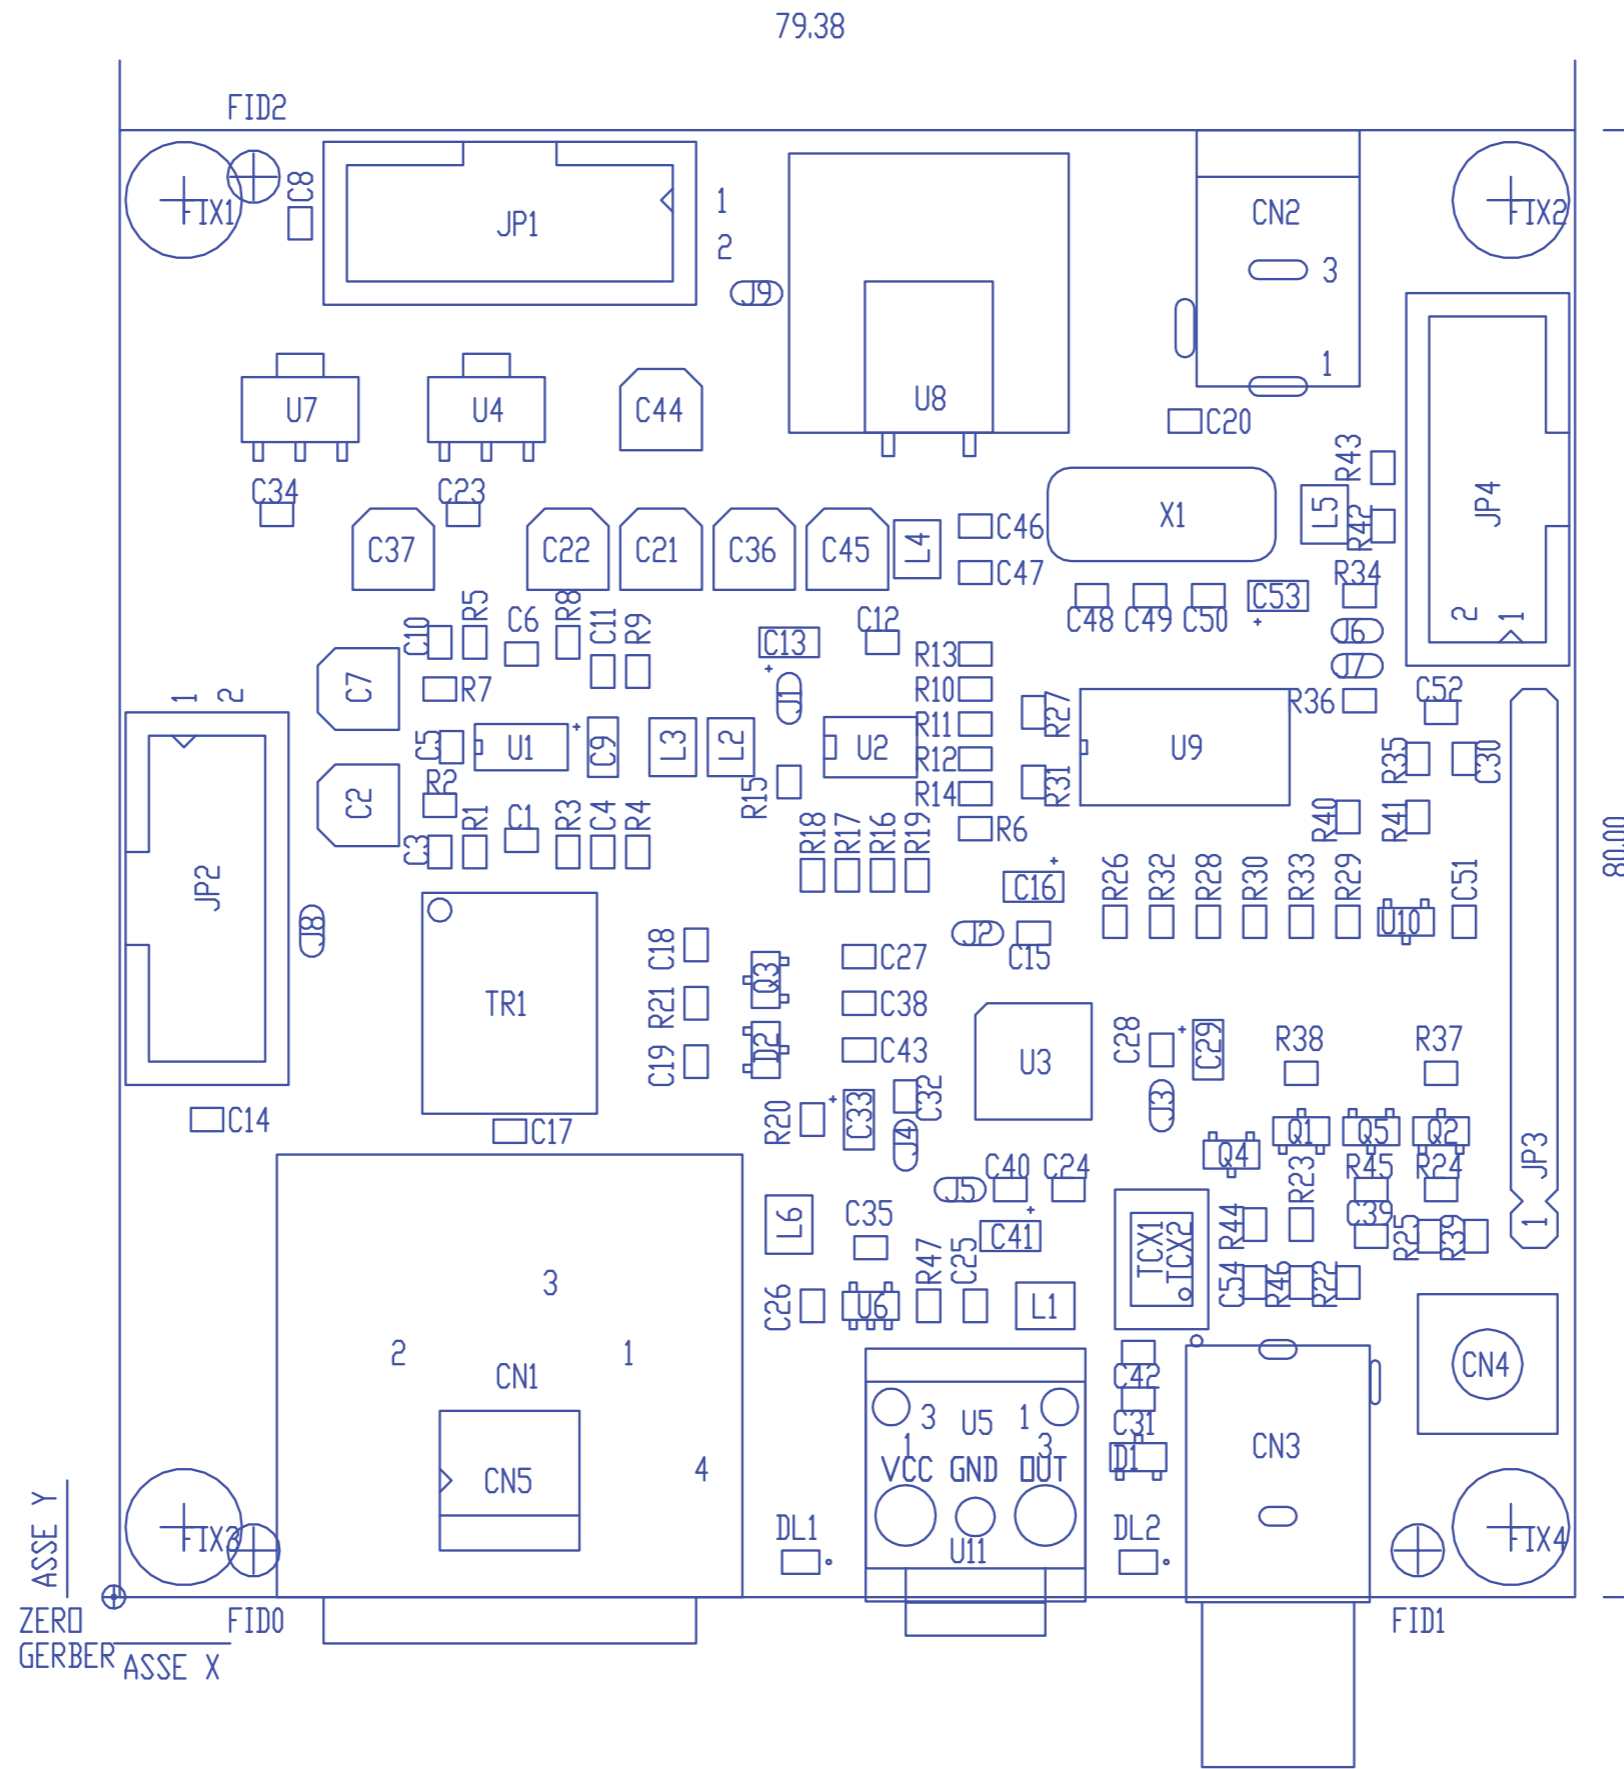 79.38
FID2
C8
FIX1
JP1
1
2
J9
CN2
3
1
FIX2
U7
U4
C44
U8
C20
R43
C34
C23
C37
C22
C21
C36
C45
L4
C46
C47
X1
L5
R42
JP4
R34
C48
C49
C50
C53
2
1
J6
J7
C10
R5
C6
R8
C11
R9
C13
C12
R13
R10
R11
R12
R14
R6
C7
R7
J1
R27
R36
C52
1
2
C5
U1
C9
L3
L2
U2
U9
R35
C30
R2
R15
R31
C2
C3
R1
C1
R3
C4
R4
R18
R17
R16
R19
R40
R41
80.00
JP2
J8
C16
R26
R32
R28
R30
R33
R29
U10
C51
J2
C15
C18
Q3
C27
TR1
R21
C38
D2
C19
C43
U3
C28
C29
R38
R37
C14
C17
R20
C33
C32
J4
J3
Q1
Q5
Q2
Q4
JP3
J5
C40
C24
R23
R45
R24
L6
C35
C41
TCX1
TCX2
R44
C39
R25
R39
1
R47
C25
C26
U6
L1
C54
R46
R22
3
2
1
CN1
4
CN5
C42
CN4
3
U5
1
C31
1
3
VCC GND OUT
D1
CN3
DL1
U11
DL2
FIX3
FIX4
ASSE Y
ZERO
GERBER
ASSE X
FID0
FID1